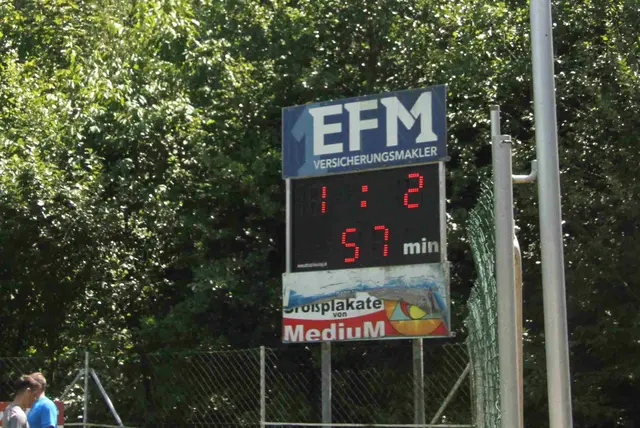 EFM
VERSICHERUNGSMAKLER
1 : 2
57 min
Großplakate
von
MediuM